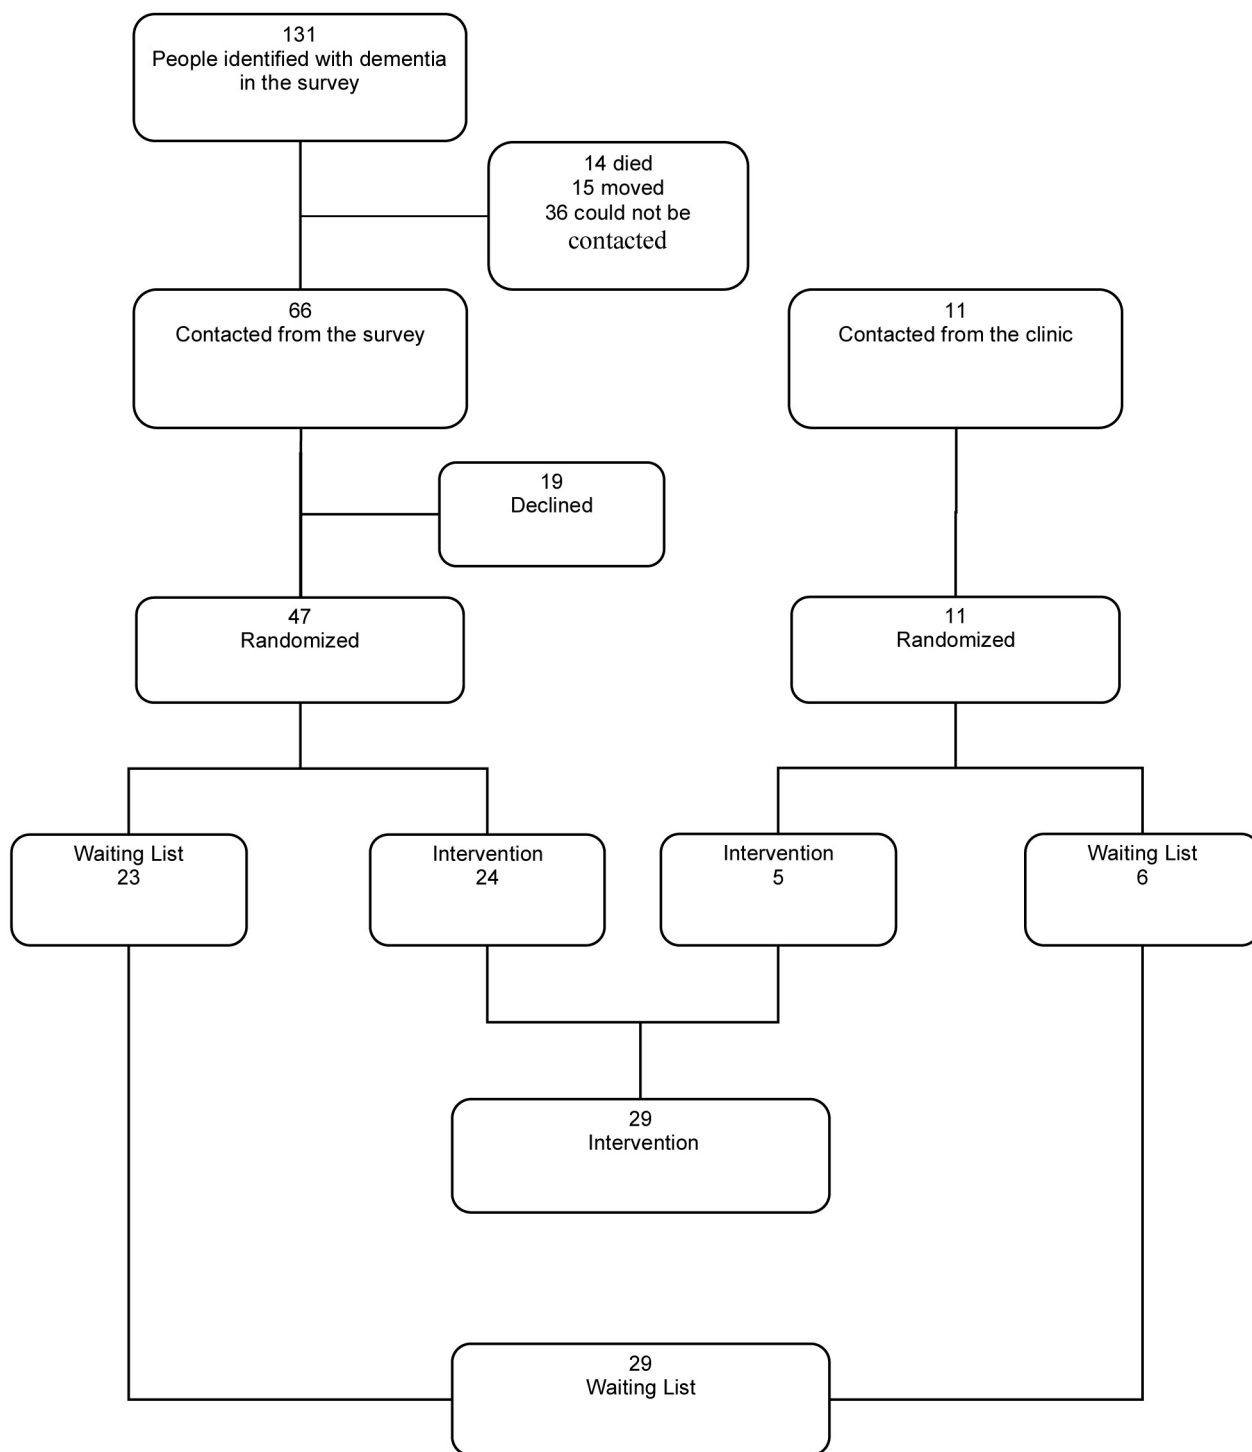 131
People identified with dementia
in the survey
14 died
15 moved
36 could not be
contacted
66
Contacted from the survey
11
Contacted from the clinic
19
Declined
47
Randomized
11
Randomized
Waiting List
23
Intervention
24
Intervention
5
Waiting List
6
29
Intervention
29
Waiting List